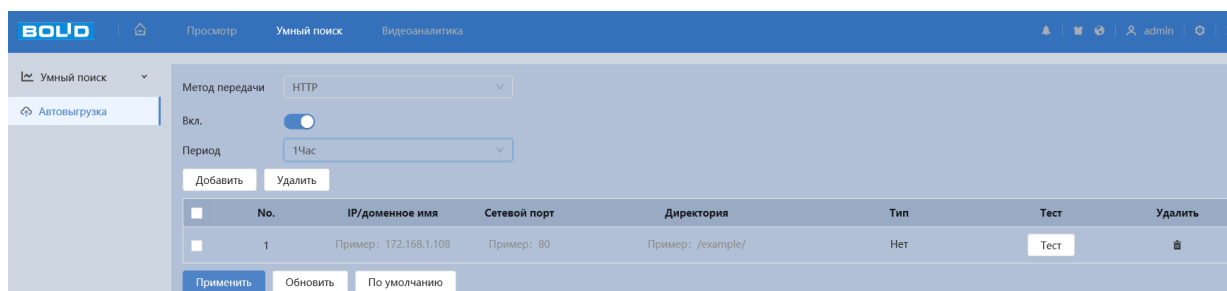 BOLID Просмотр Умный поиск Видеоаналитика admin
Умный поиск
Автовыгрузка
Метод передачи HTTP
Вкл.
Период 1Час
Добавить Удалить
No. IP/доменное имя Сетевой порт Директория Тип Тест Удалить
1 Пример: 172.168.1.108 Пример: 80 Пример: /example/ Нет Тест
Применить Обновить По умолчанию